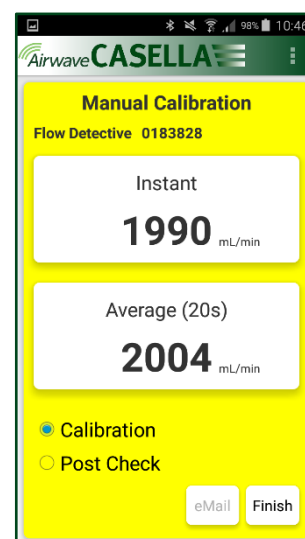 98% 10:46
Airwave CASELLA
Manual Calibration
Flow Detective 0183828
Instant
1990 mL/min
Average (20s)
2004 mL/min
Calibration
Post Check
eMail Finish